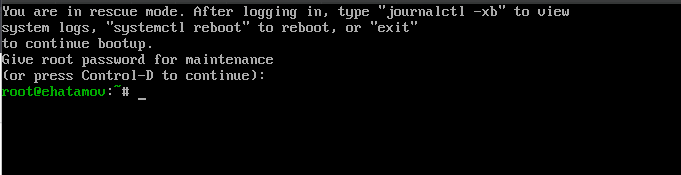 You are in rescue mode. After logging in, type "journalctl -xb" to view
system logs, "systemctl reboot" to reboot, or "exit"
to continue bootup.
Give root password for maintenance
(or press Control-D to continue):
root@ehatamov:~# _